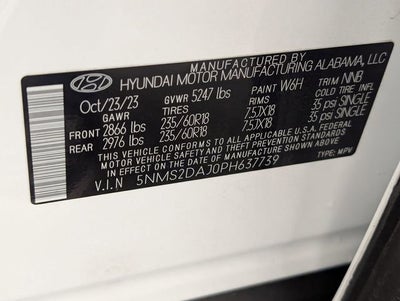 MANUFACTURED BY
HYUNDAI MOTOR MANUFACTURING ALABAMA, LLC
Oct/23/23 GVWR 5247 lbs PAINT W6H TRIM NNB
GAWR TIRES RIMS COLD TIRE INFL
FRONT 2866 lbs 235/60R18 7.5JX18 35 psi SINGLE
REAR 2976 lbs 235/60R18 7.5JX18 35 psi SINGLE
THIS VEHICLE CONFORMS TO ALL APPLICABLE U.S.A. FEDERAL
MOTOR VEHICLE SAFETY AND THEFT PREVENTION STANDARDS
IN EFFECT ON THE DATE OF MANUFACTURE SHOWN ABOVE.
V.I.N 5NMS2DAJ0PH637739 TYPE: MPV